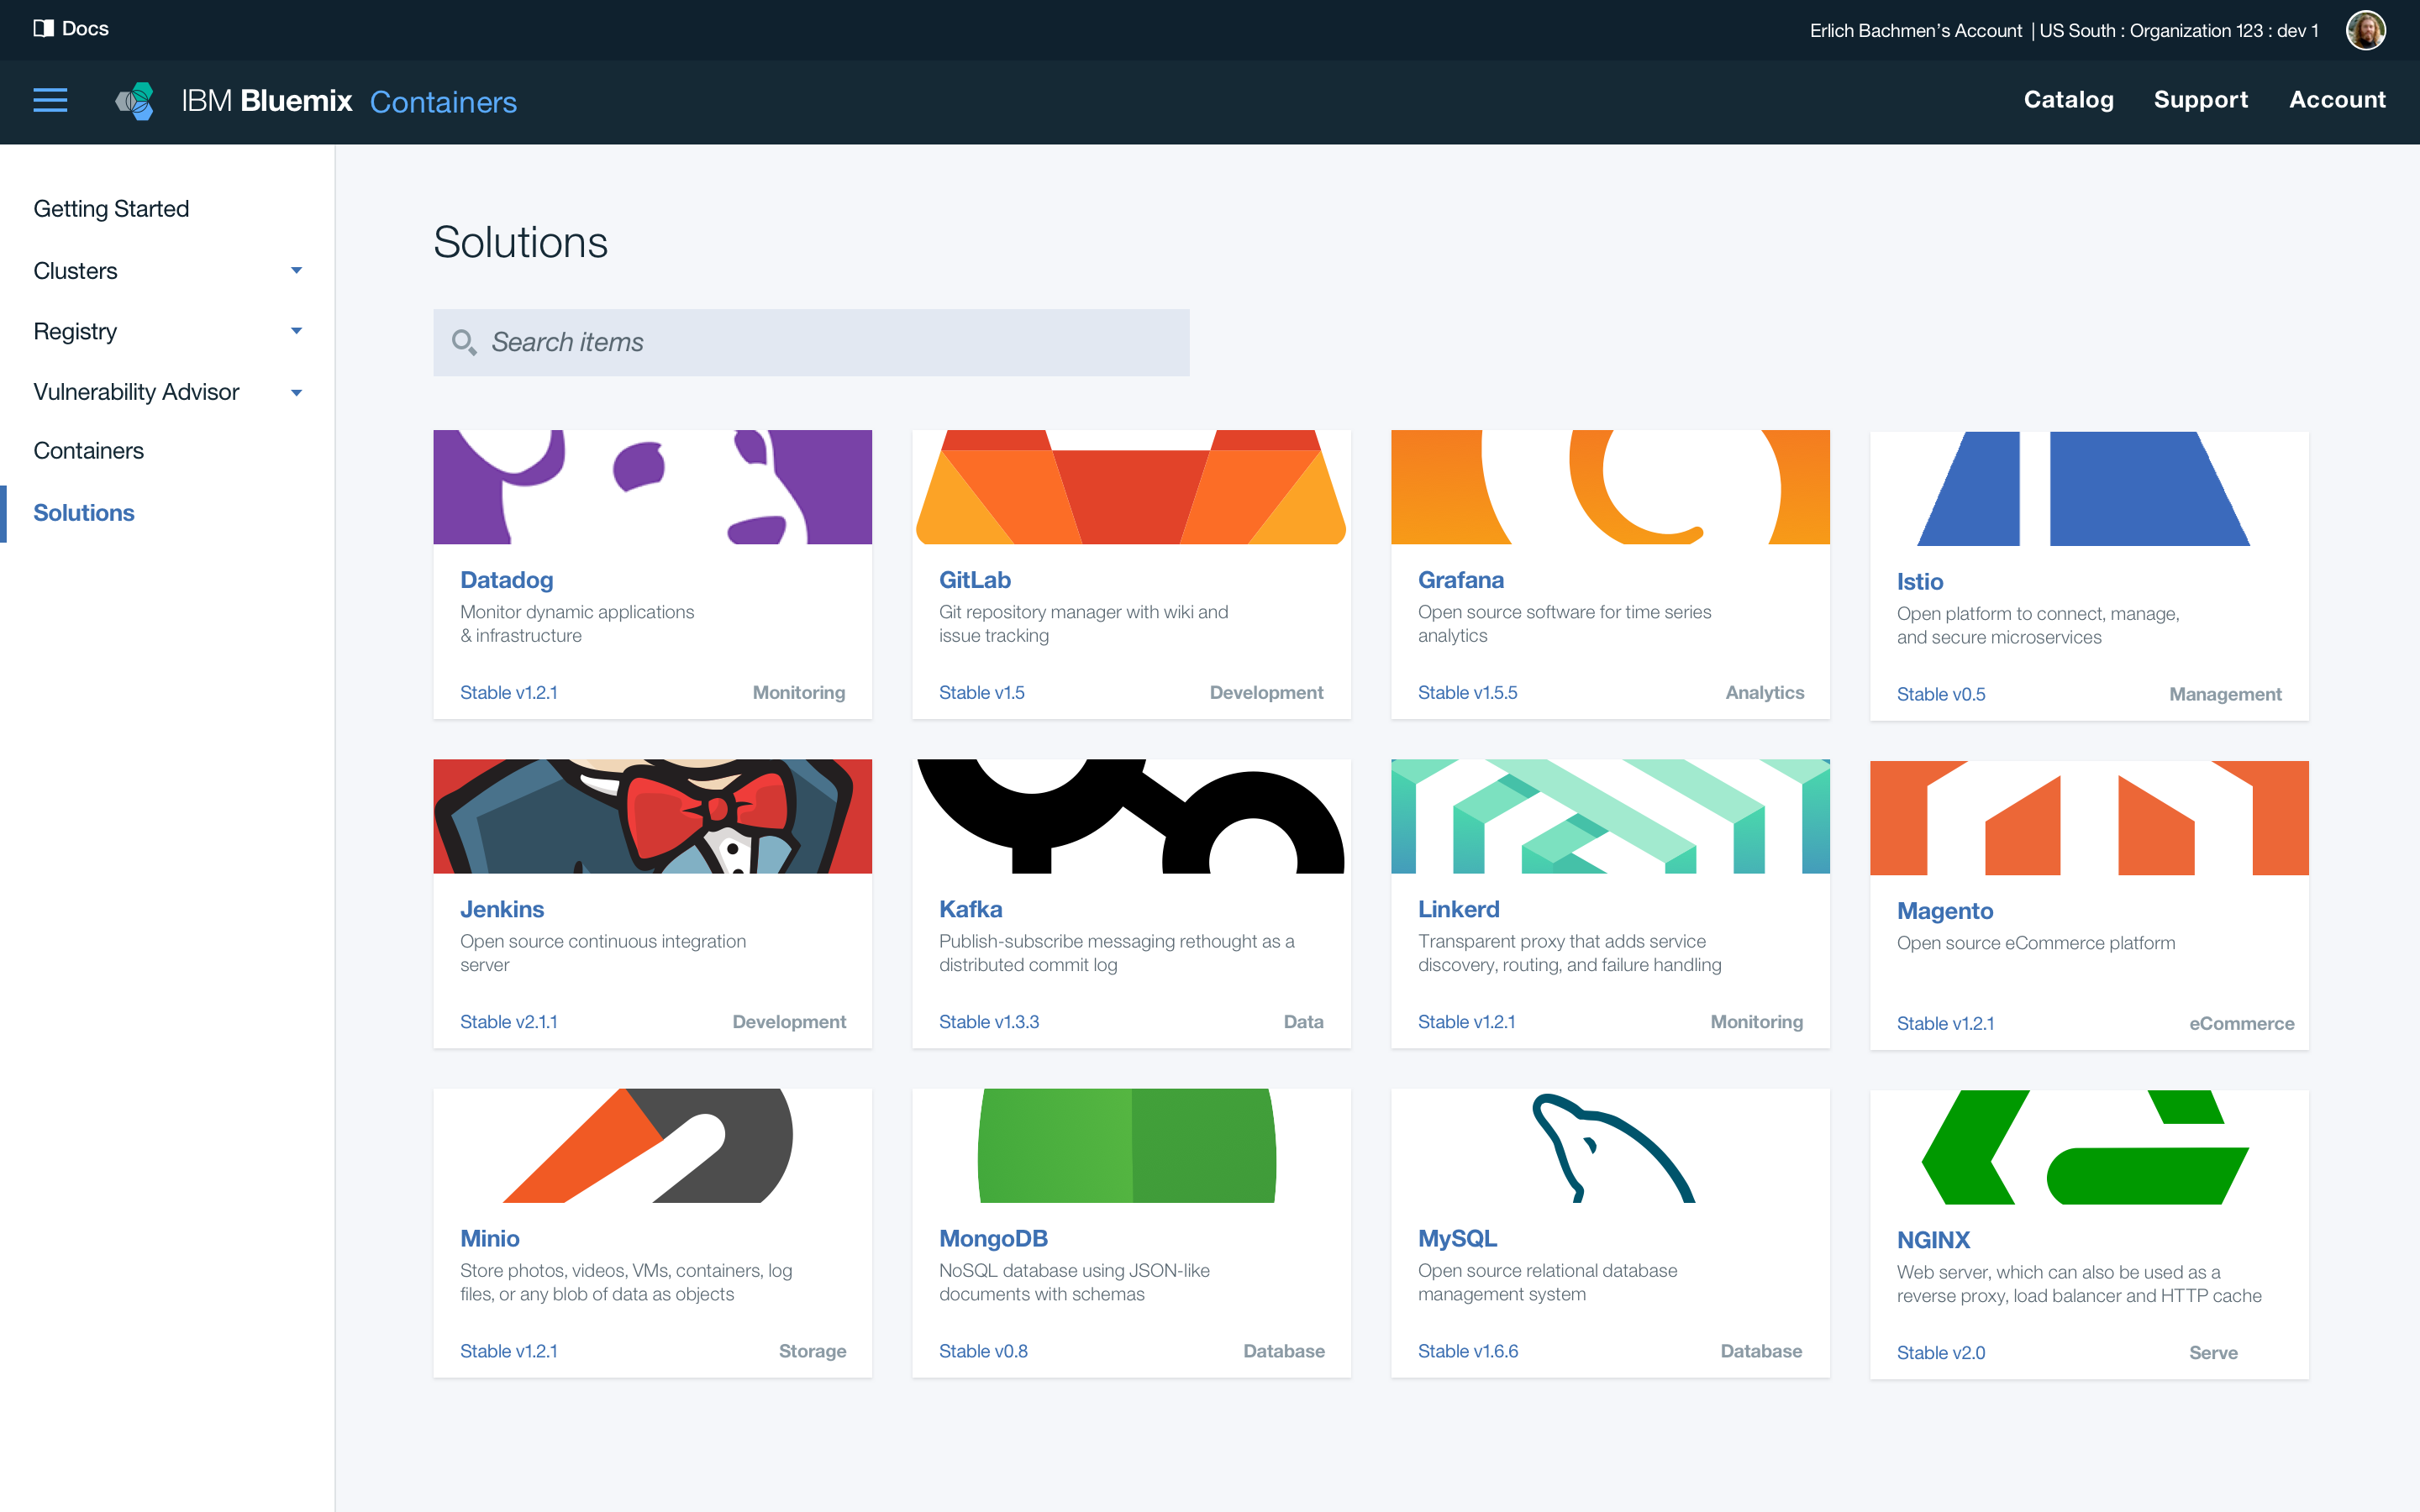 Docs
Erlich Bachmen's Account | US South : Organization 123 : dev 1
IBM Bluemix Containers
Catalog Support Account
Getting Started
Clusters
Registry
Vulnerability Advisor
Containers
Solutions
Solutions
Search items
Datadog
Monitor dynamic applications
& infrastructure
Stable v1.2.1 Monitoring
GitLab
Git repository manager with wiki and
issue tracking
Stable v1.5 Development
Grafana
Open source software for time series
analytics
Stable v1.5.5 Analytics
Istio
Open platform to connect, manage,
and secure microservices
Stable v0.5 Management
Jenkins
Open source continuous integration
server
Stable v2.1.1 Development
Kafka
Publish-subscribe messaging rethought as a
distributed commit log
Stable v1.3.3 Data
Linkerd
Transparent proxy that adds service
discovery, routing, and failure handling
Stable v1.2.1 Monitoring
Magento
Open source eCommerce platform
Stable v1.2.1 eCommerce
Minio
Store photos, videos, VMs, containers, log
files, or any blob of data as objects
Stable v1.2.1 Storage
MongoDB
NoSQL database using JSON-like
documents with schemas
Stable v0.8 Database
MySQL
Open source relational database
management system
Stable v1.6.6 Database
NGINX
Web server, which can also be used as a
reverse proxy, load balancer and HTTP cache
Stable v2.0 Serve